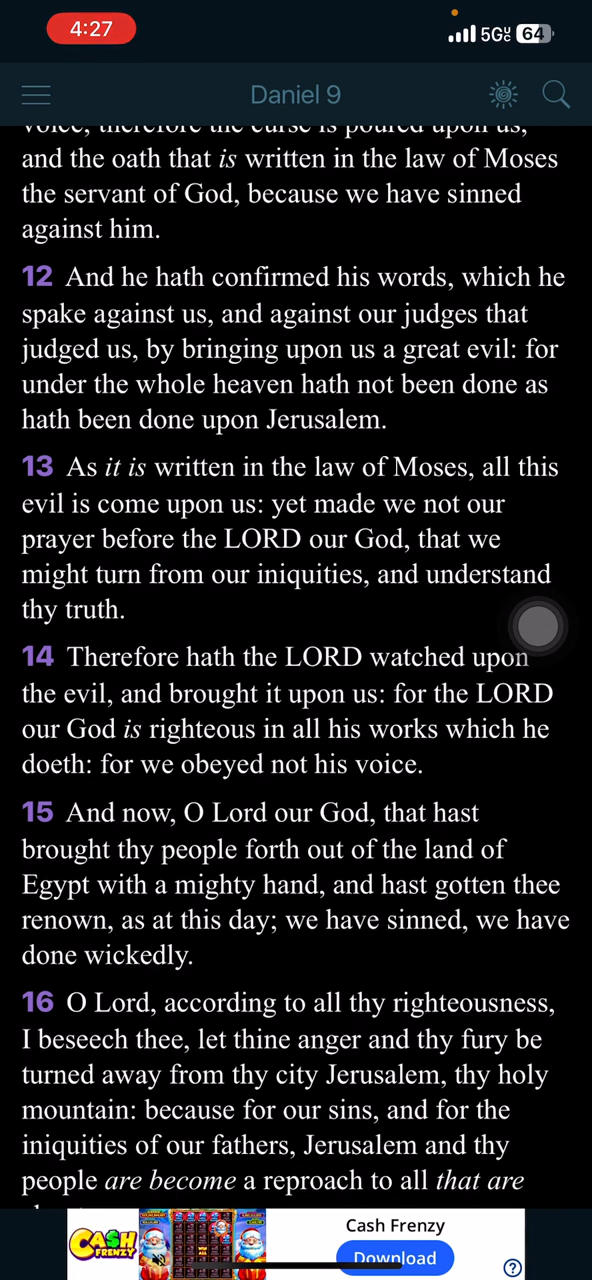 4:27
5G
64
Daniel 9
voice, therefore the curse is poured upon us,
and the oath that is written in the law of Moses
the servant of God, because we have sinned
against him.
12 And he hath confirmed his words, which he
spake against us, and against our judges that
judged us, by bringing upon us a great evil: for
under the whole heaven hath not been done as
hath been done upon Jerusalem.
13 As it is written in the law of Moses, all this
evil is come upon us: yet made we not our
prayer before the LORD our God, that we
might turn from our iniquities, and understand
thy truth.
14 Therefore hath the LORD watched upon
the evil, and brought it upon us: for the LORD
our God is righteous in all his works which he
doeth: for we obeyed not his voice.
15 And now, O Lord our God, that hast
brought thy people forth out of the land of
Egypt with a mighty hand, and hast gotten thee
renown, as at this day; we have sinned, we have
done wickedly.
16 O Lord, according to all thy righteousness,
I beseech thee, let thine anger and thy fury be
turned away from thy city Jerusalem, thy holy
mountain: because for our sins, and for the
iniquities of our fathers, Jerusalem and thy
people are become a reproach to all that are
CASH
FRENZY
Cash Frenzy
Download
?